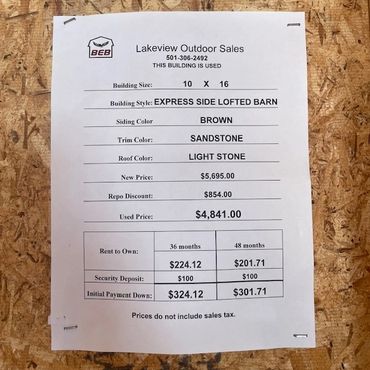 BEB
Lakeview Outdoor Sales
501-306-2492
THIS BUILDING IS USED
Building Size: 10 X 16
Building Style: EXPRESS SIDE LOFTED BARN
Siding Color BROWN
Trim Color: SANDSTONE
Roof Color: LIGHT STONE
New Price: $5,695.00
Repo Discount: $854.00
Used Price: $4,841.00
Rent to Own: 36 months 48 months
$224.12 $201.71
Security Deposit: $100 $100
Initial Payment Down: $324.12 $301.71
Prices do not include sales tax.